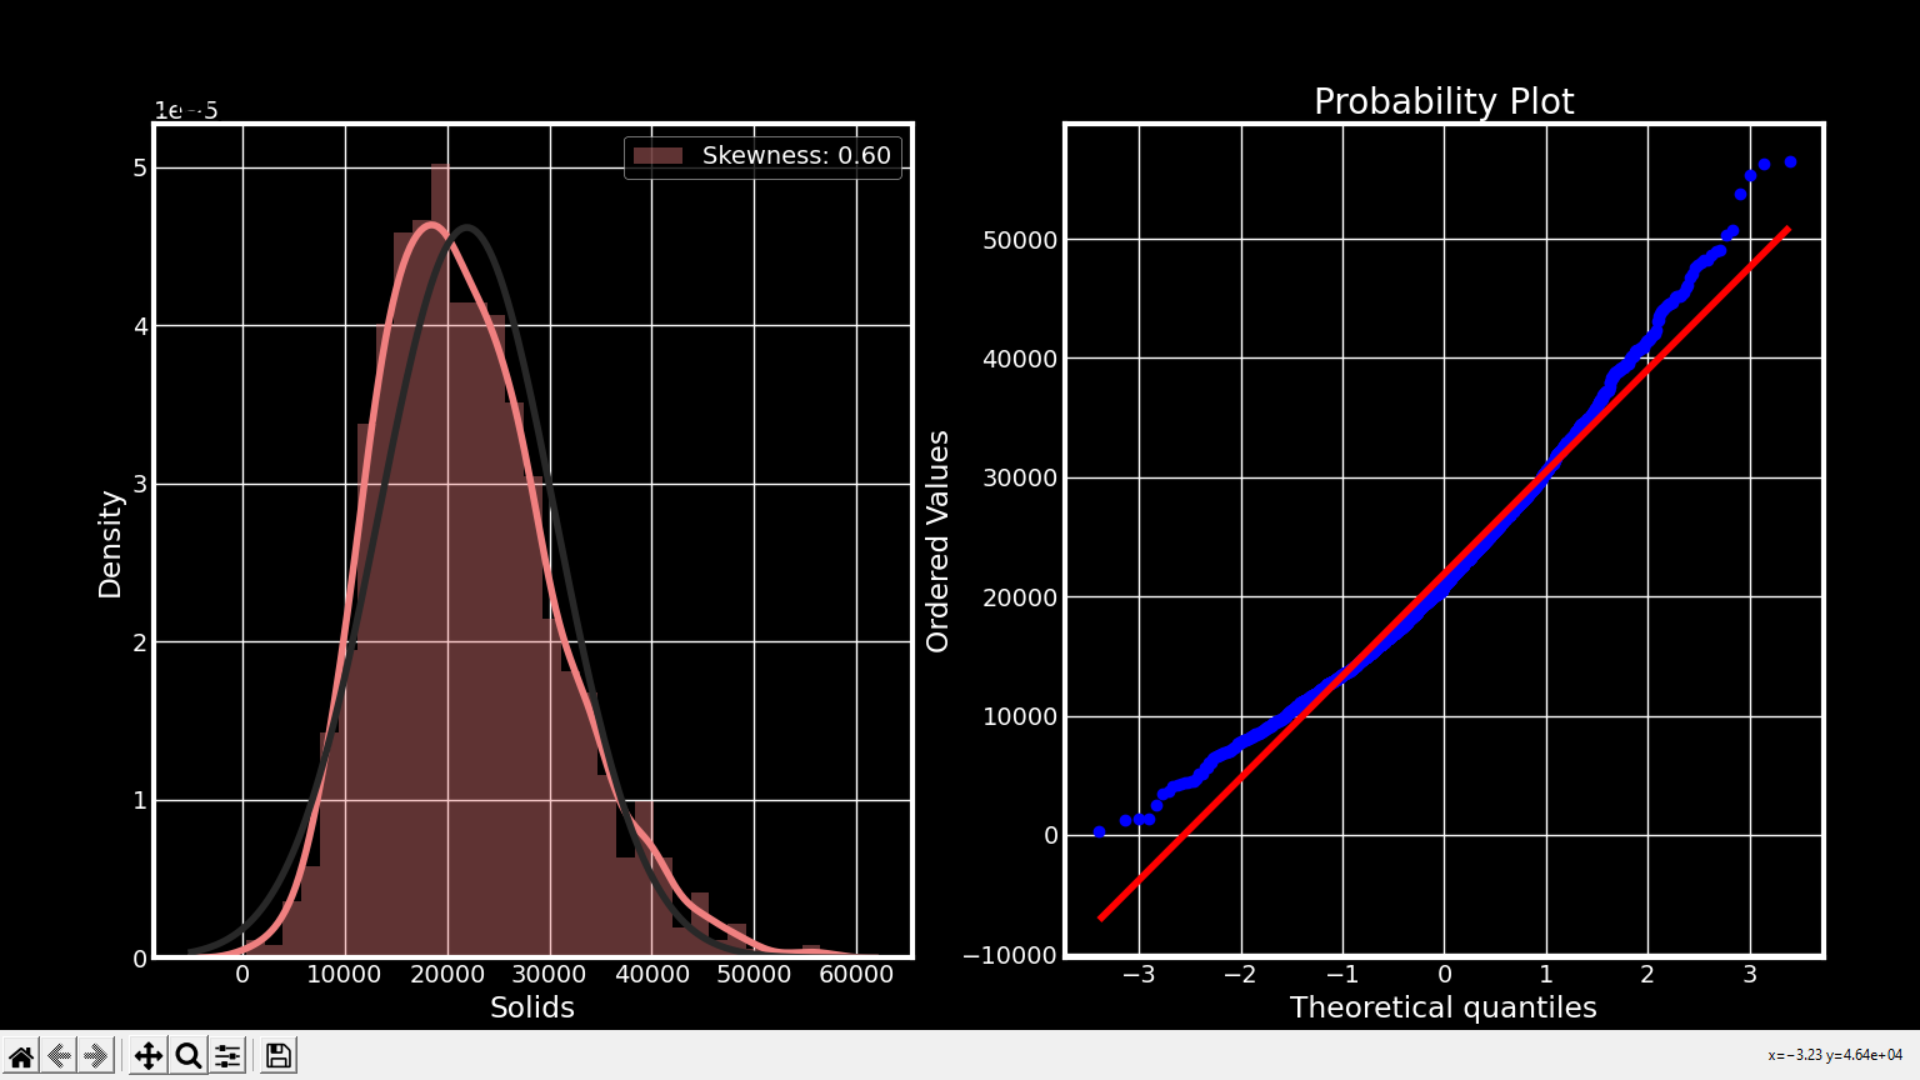 1e−5
Skewness: 0.60
5
4
3
2
1
0
Density
0 10000 20000 30000 40000 50000 60000
Solids
Probability Plot
50000
40000
30000
20000
10000
0
−10000
Ordered Values
−3 −2 −1 0 1 2 3
Theoretical quantiles
x=−3.23 y=4.64e+04